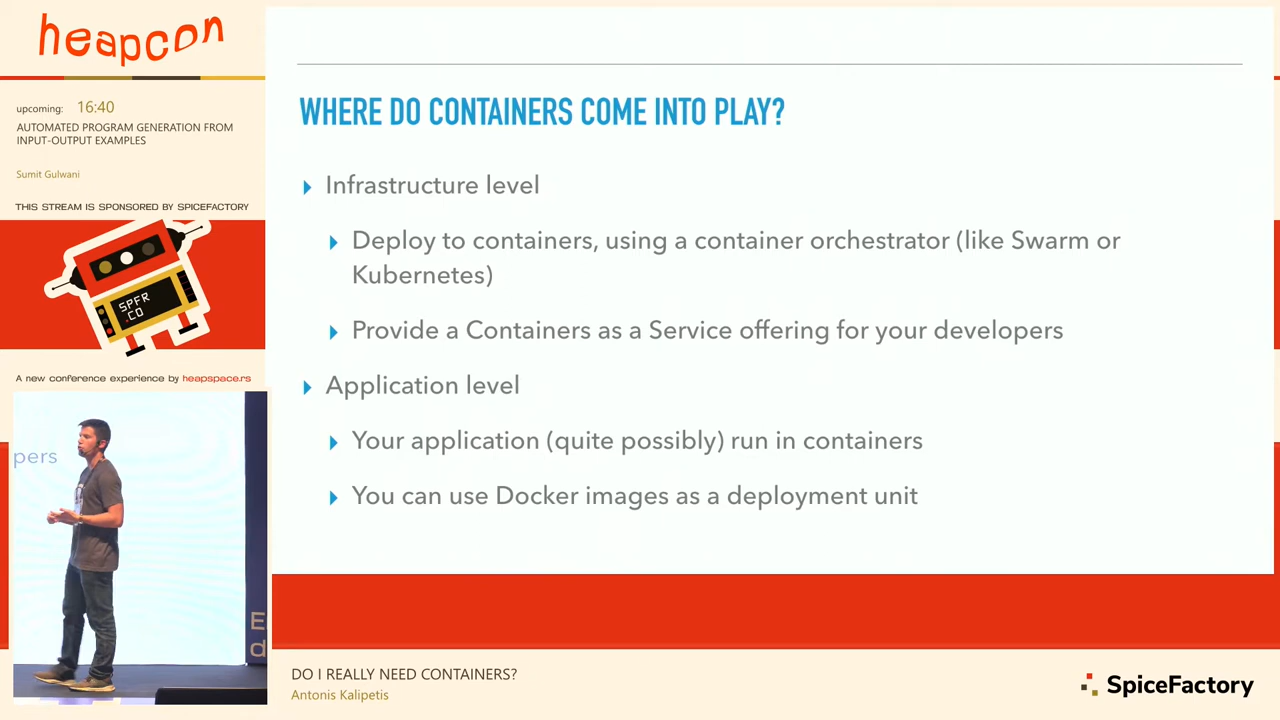 heapcon
upcoming: 16:40
AUTOMATED PROGRAM GENERATION FROM
INPUT-OUTPUT EXAMPLES
Sumit Gulwani
THIS STREAM IS SPONSORED BY SPICEFACTORY
SPFR
.CO
A new conference experience by heapspace.rs
pers
E
d
WHERE DO CONTAINERS COME INTO PLAY?
Infrastructure level
Deploy to containers, using a container orchestrator (like Swarm or
Kubernetes)
Provide a Containers as a Service offering for your developers
Application level
Your application (quite possibly) run in containers
You can use Docker images as a deployment unit
DO I REALLY NEED CONTAINERS?
Antonis Kalipetis
SpiceFactory